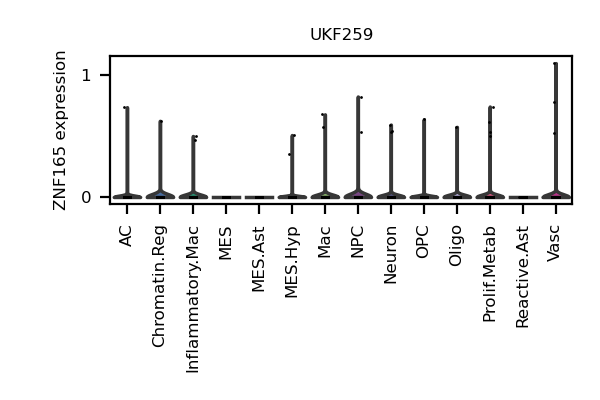 UKF259
ZNF165 expression
1
0
AC
Chromatin.Reg
Inflammatory.Mac
MES
MES.Ast
MES.Hyp
Mac
NPC
Neuron
OPC
Oligo
Prolif.Metab
Reactive.Ast
Vasc